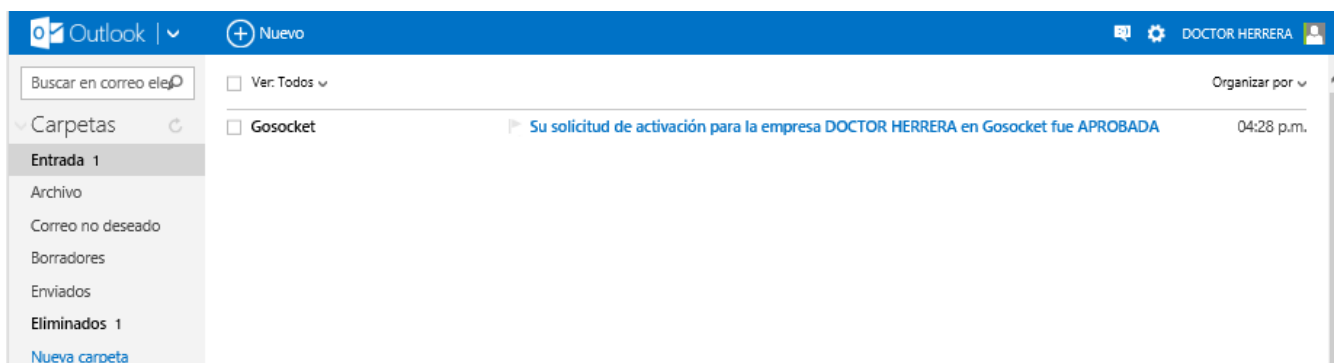 Outlook Nuevo DOCTOR HERRERA
Buscar en correo ele Ver: Todos Organizar por
Carpetas
Gosocket Su solicitud de activación para la empresa DOCTOR HERRERA en Gosocket fue APROBADA 04:28 p.m.
Entrada 1
Archivo
Correo no deseado
Borradores
Enviados
Eliminados 1
Nueva carpeta